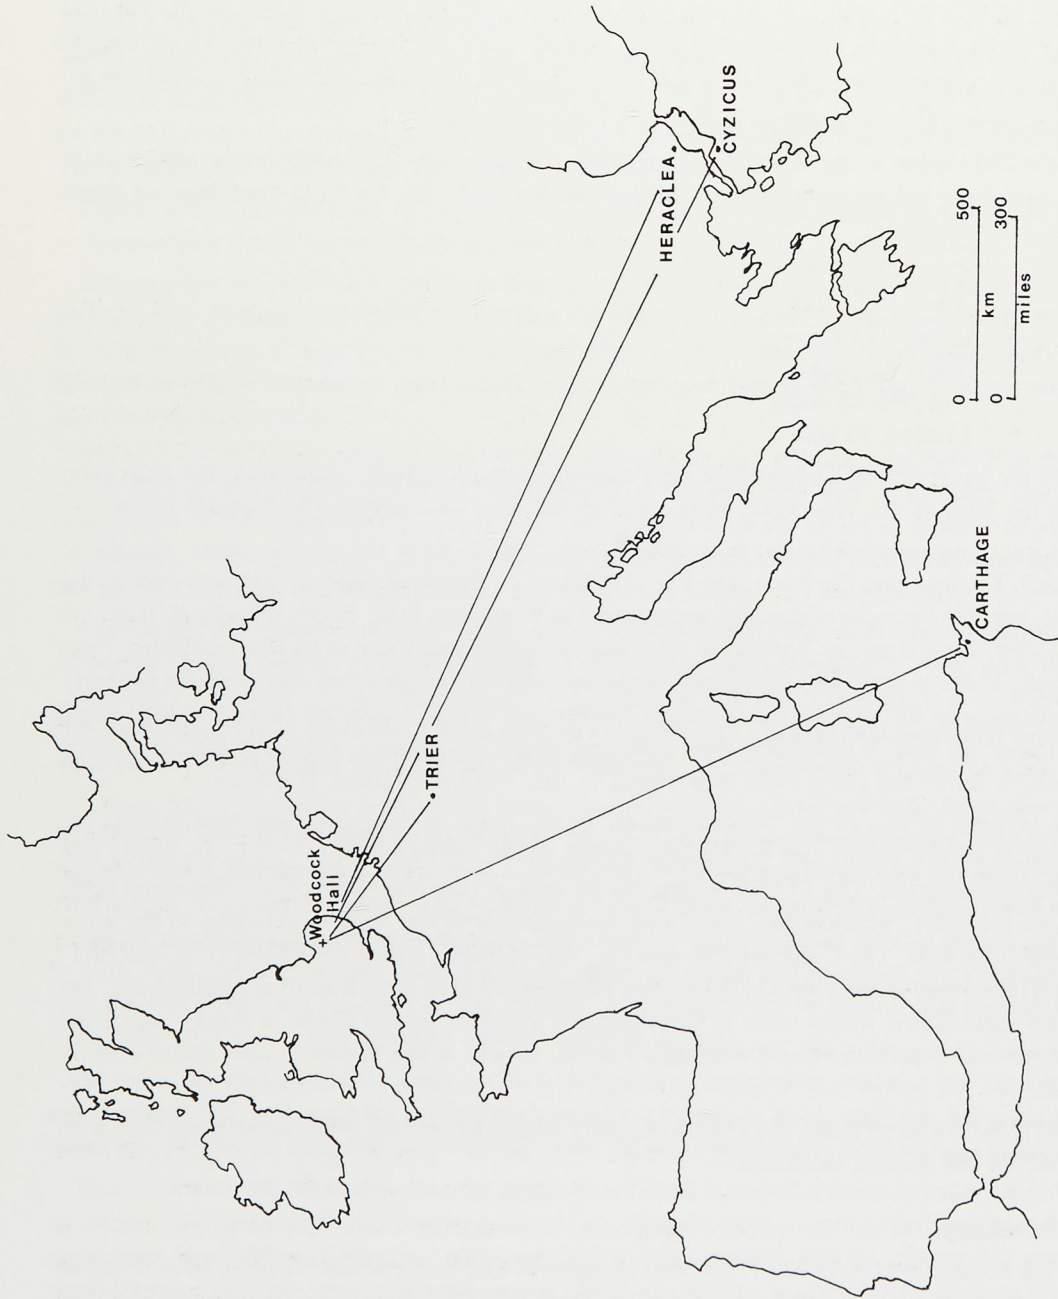 Woodcock
Hall
TRIER
HERACLEA
CYZICUS
CARTHAGE
0 500
km
0 300
miles